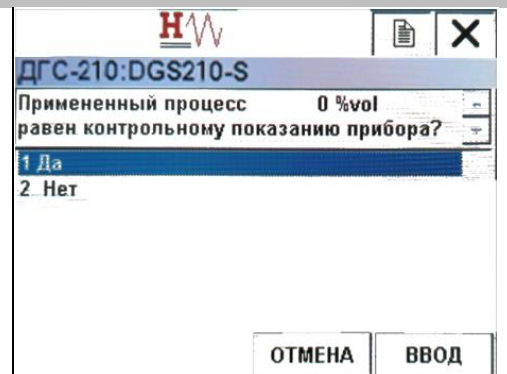 H
ДГС-210:DGS210-S
Примененный процесс 0 %vol
равен контрольному показанию прибора?
1 Да
2 Нет
ОТМЕНА ВВОД